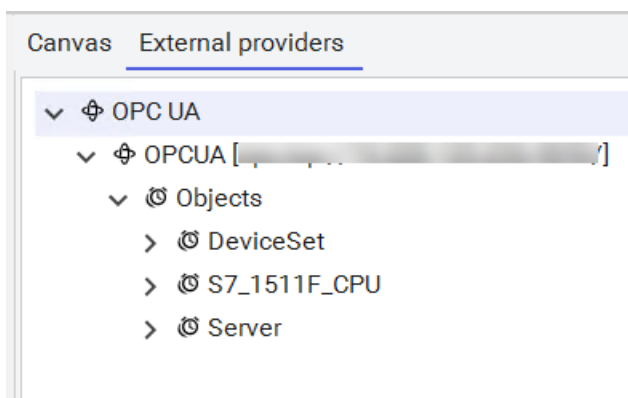 Canvas External providers
OPC UA
OPCUA [ /]
Objects
DeviceSet
S7_1511F_CPU
Server